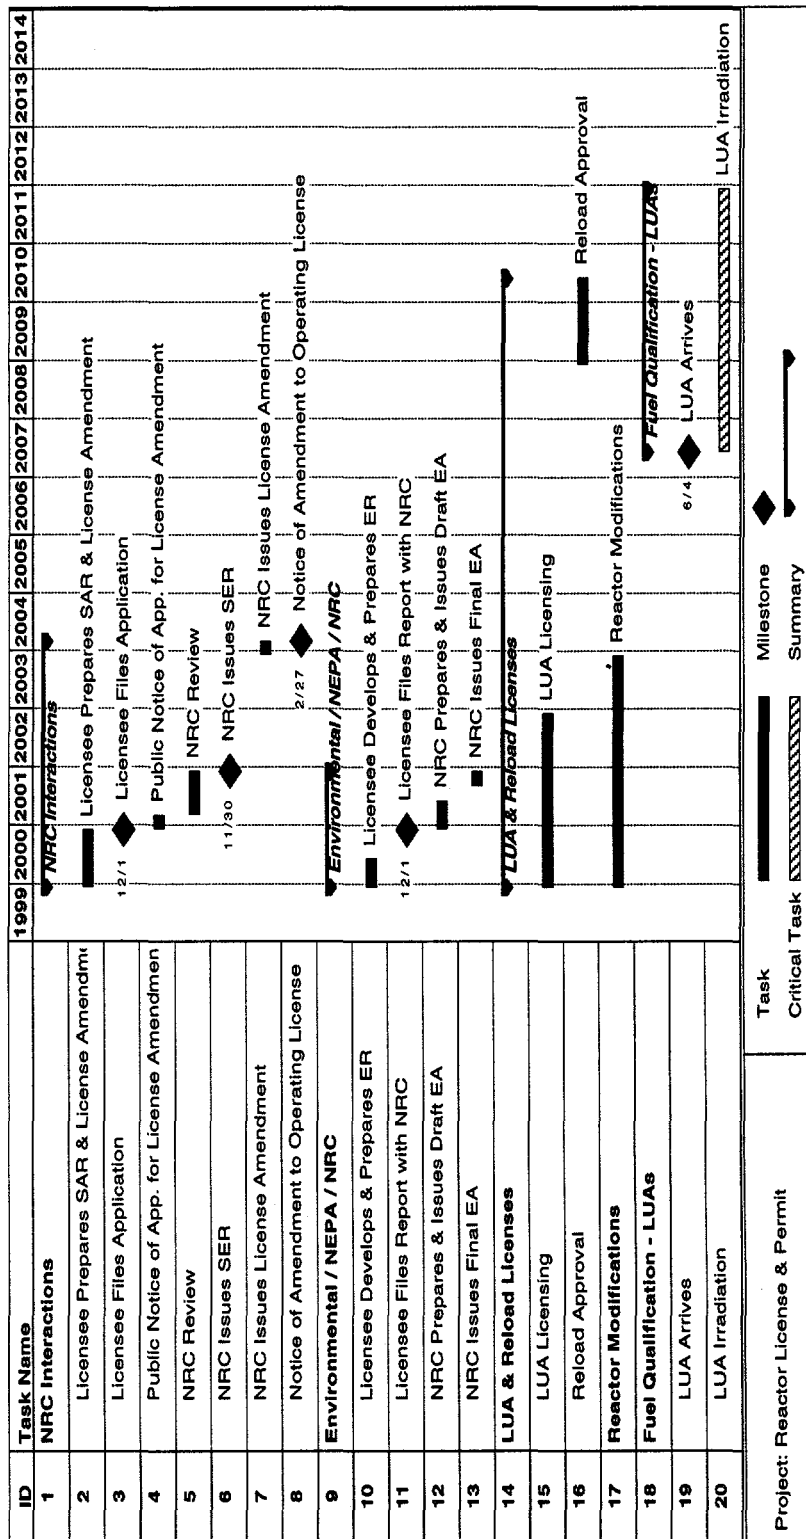 ID Task Name 1999 2000 2001 2002 2003 2004 2005 2006 2007 2008 2009 2010 2011 2012 2013 2014
1 NRC Interactions NRC Interactions
2 Licensee Prepares SAR & License Amendme Licensee Prepares SAR & License Amendment
3 Licensee Files Application 12/1 Licensee Files Application
4 Public Notice of App. for License Amendmen Public Notice of App. for License Amendment
5 NRC Review NRC Review
6 NRC Issues SER 11/30 NRC Issues SER
7 NRC Issues License Amendment NRC Issues License Amendment
8 Notice of Amendment to Operating License 2/27 Notice of Amendment to Operating License
9 Environmental / NEPA / NRC Environmental / NEPA / NRC
10 Licensee Develops & Prepares ER Licensee Develops & Prepares ER
11 Licensee Files Report with NRC 12/1 Licensee Files Report with NRC
12 NRC Prepares & Issues Draft EA NRC Prepares & Issues Draft EA
13 NRC Issues Final EA NRC Issues Final EA
14 LUA & Reload Licenses LUA & Reload Licenses
15 LUA Licensing LUA Licensing
16 Reload Approval Reload Approval
17 Reactor Modifications Reactor Modifications
18 Fuel Qualification - LUAs Fuel Qualification - LUAs
19 LUA Arrives 6/4 LUA Arrives
20 LUA Irradiation LUA Irradiation
Project: Reactor License & Permit
Task Milestone
Critical Task Summary